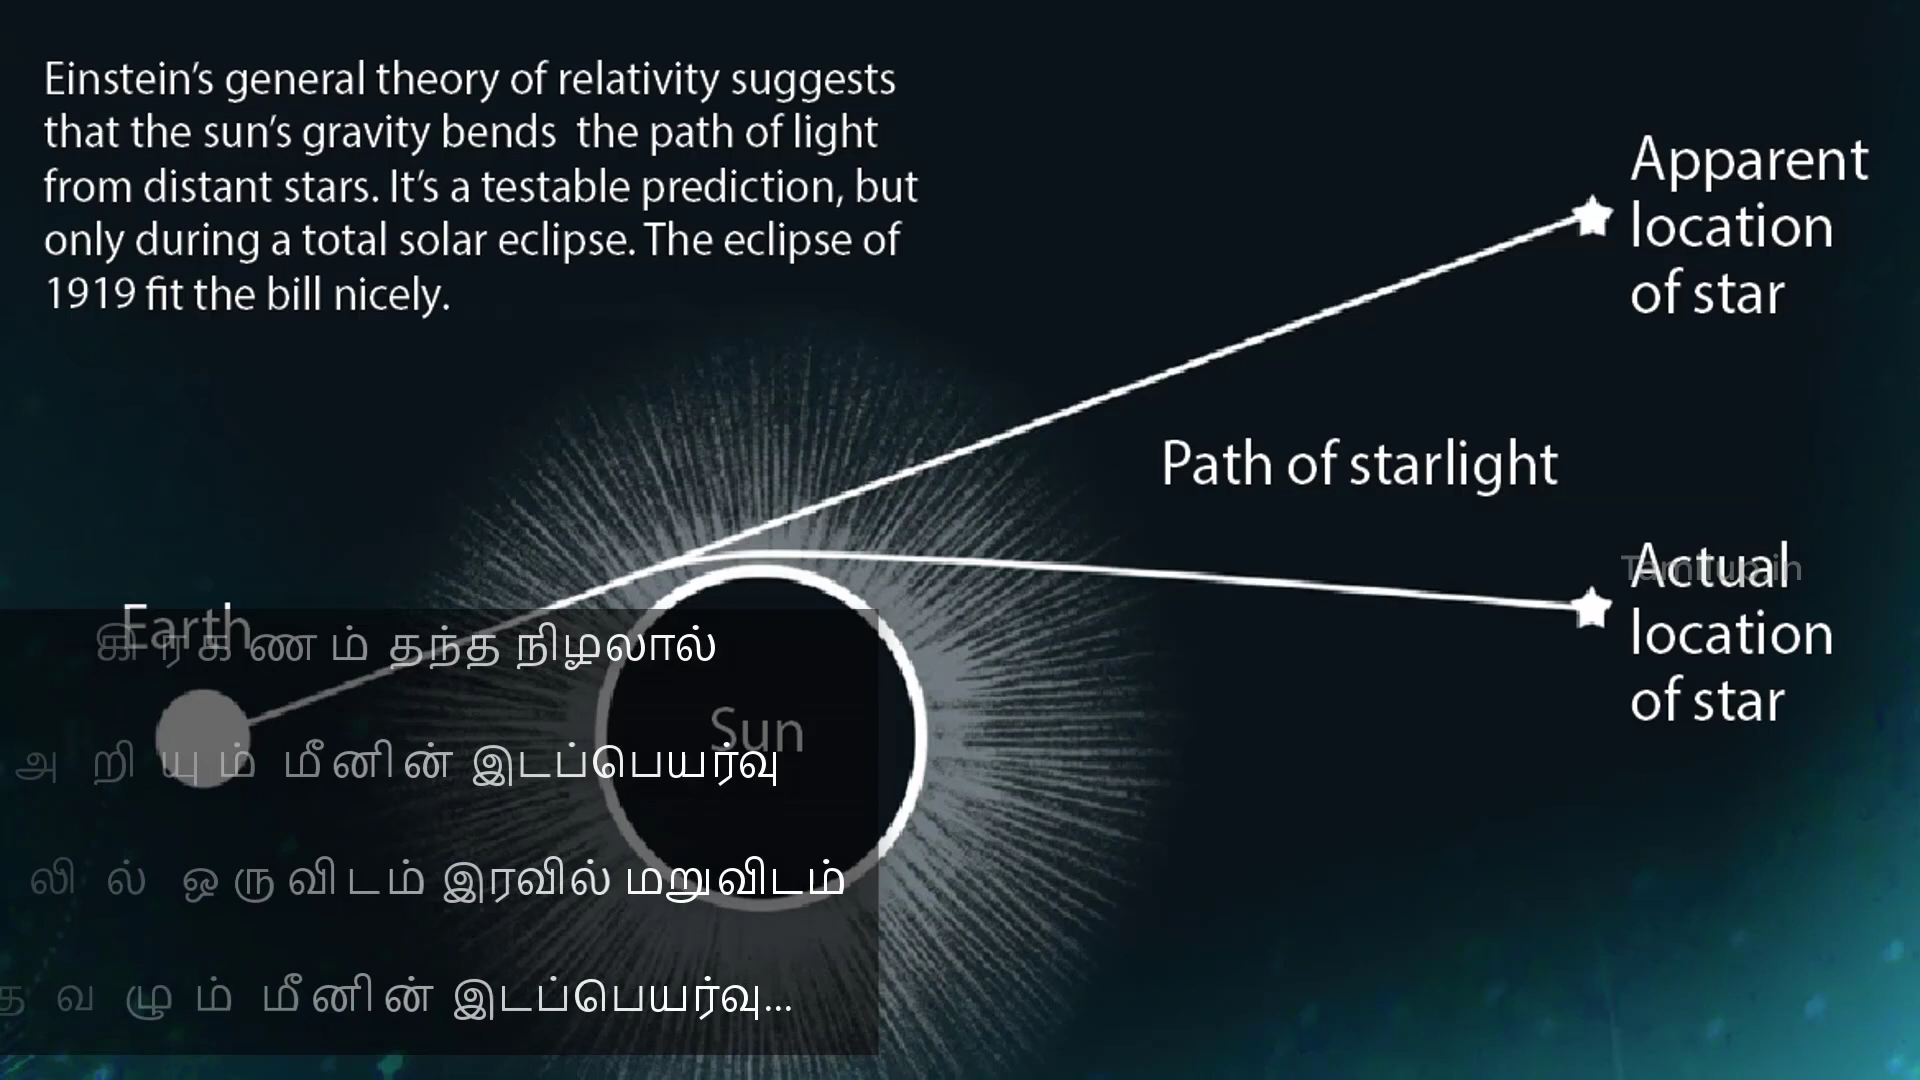 Einstein's general theory of relativity suggests
that the sun's gravity bends the path of light
from distant stars. It's a testable prediction, but
only during a total solar eclipse. The eclipse of
1919 fit the bill nicely.
Apparent
location
of star
Path of starlight
Actual
location
of star
Earth
Sun
கிரகணம் தந்த நிழலால்
அறியும் மீனின் இடப்பெயர்வு
லில் ஒருவிடம் இரவில் மறுவிடம்
தவழும் மீனின் இடப்பெயர்வு...